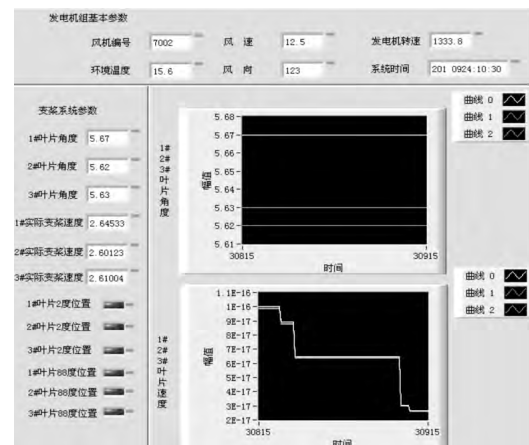 发电机组基本参数
风机编号 7002 风 速 12.5 发电机转速 1333.8
环境温度 15.6 风 向 123 系统时间 201 0924:10:30
变桨系统参数
1#叶片角度 5.67
2#叶片角度 5.62
3#叶片角度 5.63
1#实际变桨速度 2.64533
2#实际变桨速度 2.60123
3#实际变桨速度 2.61004
1#叶片2度位置
2#叶片2度位置
3#叶片2度位置
1#叶片88度位置
2#叶片88度位置
3#叶片88度位置
曲线 0
曲线 1
曲线 2
1#
2#
3#
叶
片
角
度
幅值
5.68
5.67
5.66
5.65
5.64
5.63
5.62
5.61
30815 30915
时间
曲线 0
曲线 1
曲线 2
1#
2#
3#
叶
片
速
度
幅值
1.1E-16
1E-16
9E-17
8E-17
7E-17
6E-17
5E-17
4E-17
3E-17
2E-17
30815 30915
时间